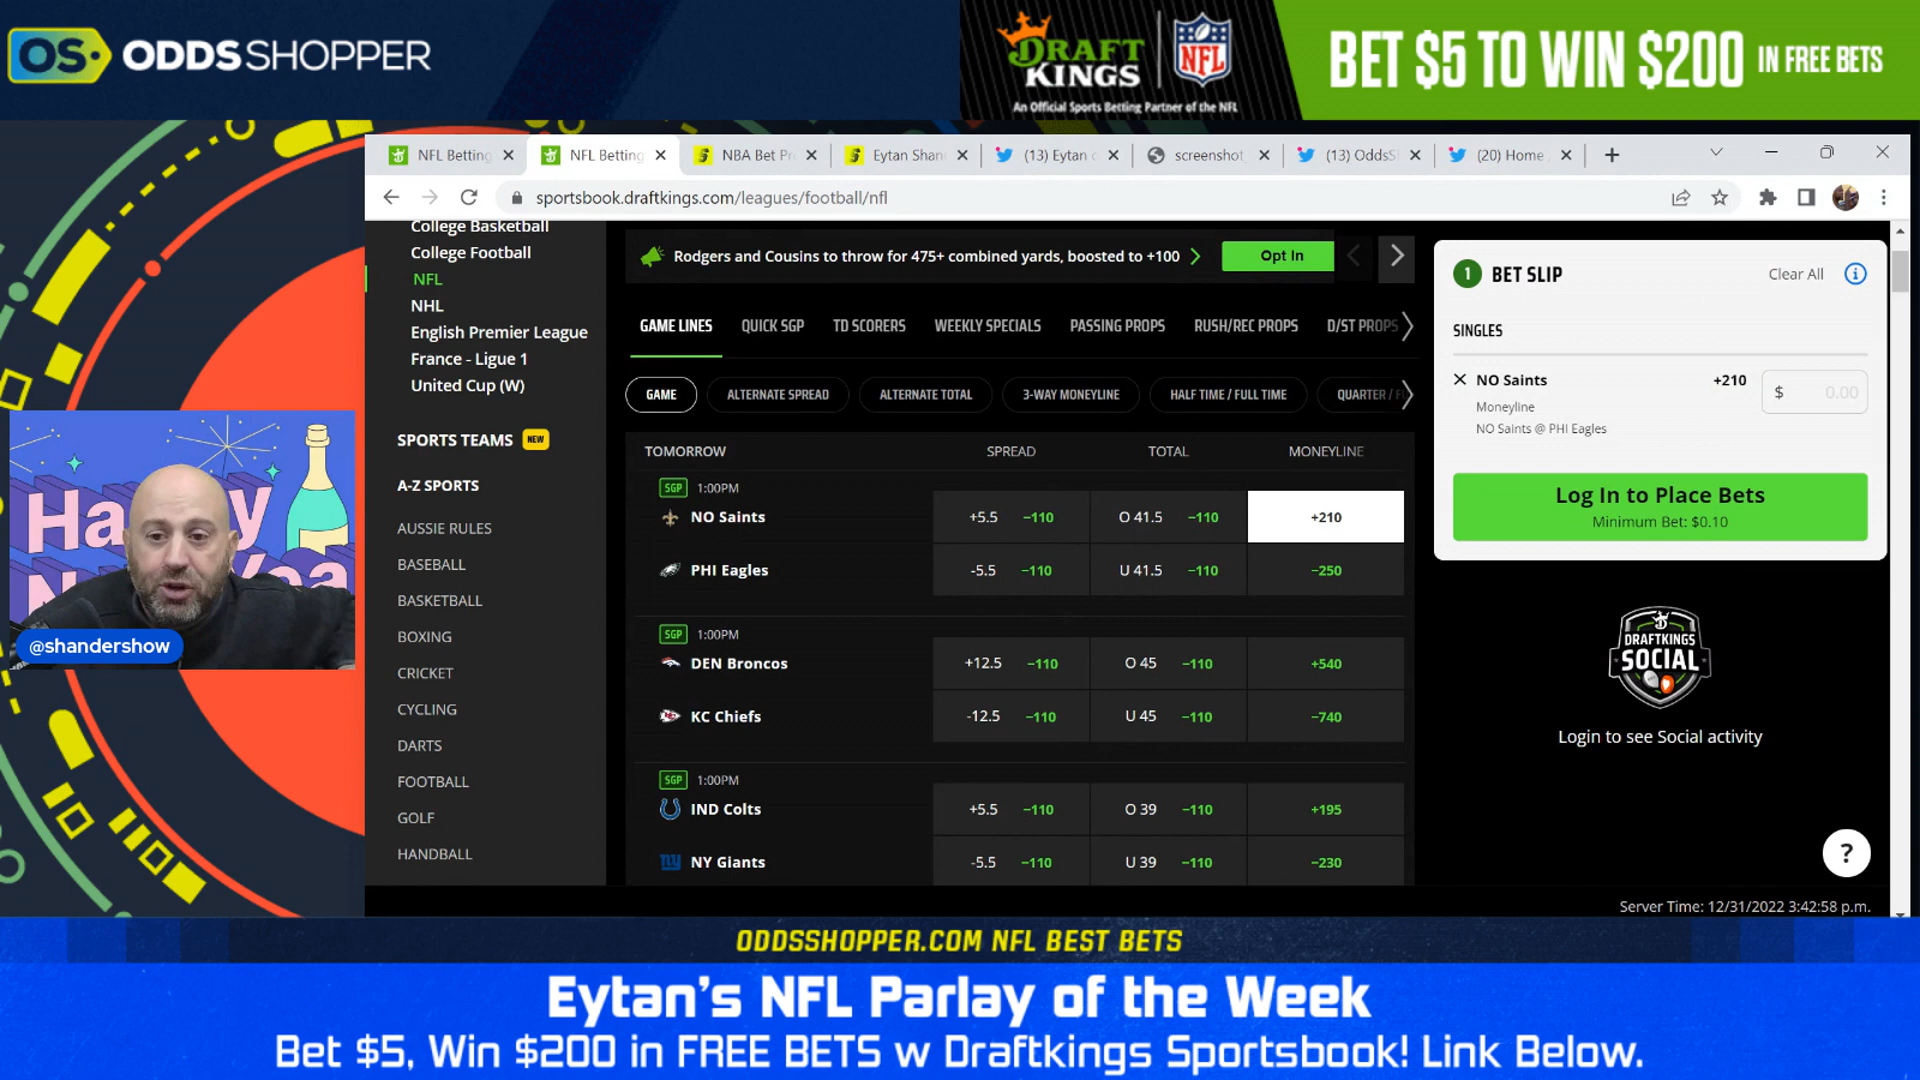 OS
ODDSSHOPPER
DRAFT
KINGS
NFL
An Official Sports Betting Partner of the NFL
BET $5 TO WIN $200 IN FREE BETS
NFL Betting
NFL Betting
NBA Bet Pr
Eytan Shan
(13) Eytan
screenshot
(13) OddsS
(20) Home
sportsbook.draftkings.com/leagues/football/nfl
College Basketball
College Football
NFL
NHL
English Premier League
France - Ligue 1
United Cup (W)
SPORTS TEAMS NEW
A-Z SPORTS
AUSSIE RULES
BASEBALL
BASKETBALL
BOXING
CRICKET
CYCLING
DARTS
FOOTBALL
GOLF
HANDBALL
Rodgers and Cousins to throw for 475+ combined yards, boosted to +100
Opt In
GAME LINES QUICK SGP TD SCORERS WEEKLY SPECIALS PASSING PROPS RUSH/REC PROPS D/ST PROPS
GAME ALTERNATE SPREAD ALTERNATE TOTAL 3-WAY MONEYLINE HALF TIME / FULL TIME QUARTER /
TOMORROW SPREAD TOTAL MONEYLINE
SGP 1:00PM
NO Saints +5.5 −110 O 41.5 −110 +210
PHI Eagles -5.5 −110 U 41.5 −110 −250
SGP 1:00PM
DEN Broncos +12.5 −110 O 45 −110 +540
KC Chiefs -12.5 −110 U 45 −110 −740
SGP 1:00PM
IND Colts +5.5 −110 O 39 −110 +195
NY Giants -5.5 −110 U 39 −110 −230
1 BET SLIP Clear All
SINGLES
NO Saints +210 $ 0.00
Moneyline
NO Saints @ PHI Eagles
Log In to Place Bets
Minimum Bet: $0.10
DRAFTKINGS
SOCIAL
Login to see Social activity
?
Server Time: 12/31/2022 3:42:58 p.m.
Ha y
N
@shandershow
ODDSSHOPPER.COM NFL BEST BETS
Eytan's NFL Parlay of the Week
Bet $5, Win $200 in FREE BETS w Draftkings Sportsbook! Link Below.